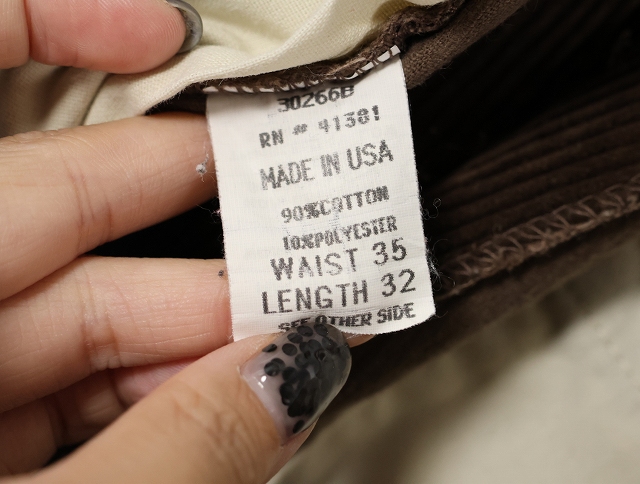 30266B
RN # 41381
MADE IN USA
90%COTTON
10%POLYESTER
WAIST 35
LENGTH 32
SEE OTHER SIDE